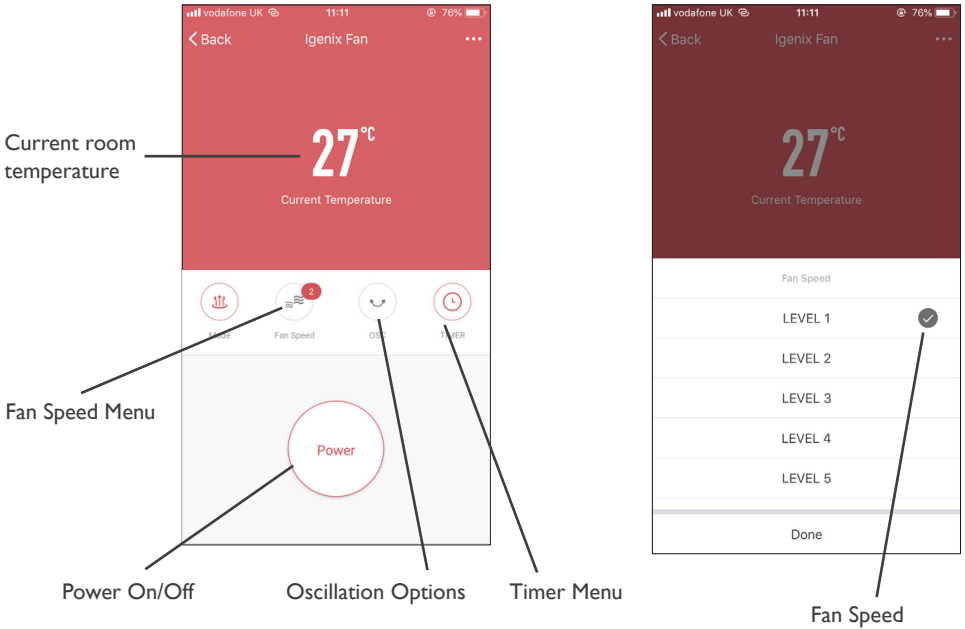 vodafone UK 11:11 76%
Back Igenix Fan
27°C
Current Temperature
2
Mode Fan Speed OSC TIMER
Power
Current room
temperature
Fan Speed Menu
Power On/Off
Oscillation Options
Timer Menu
vodafone UK 11:11 76%
Back Igenix Fan
27°C
Current Temperature
Fan Speed
LEVEL 1
LEVEL 2
LEVEL 3
LEVEL 4
LEVEL 5
Done
Fan Speed